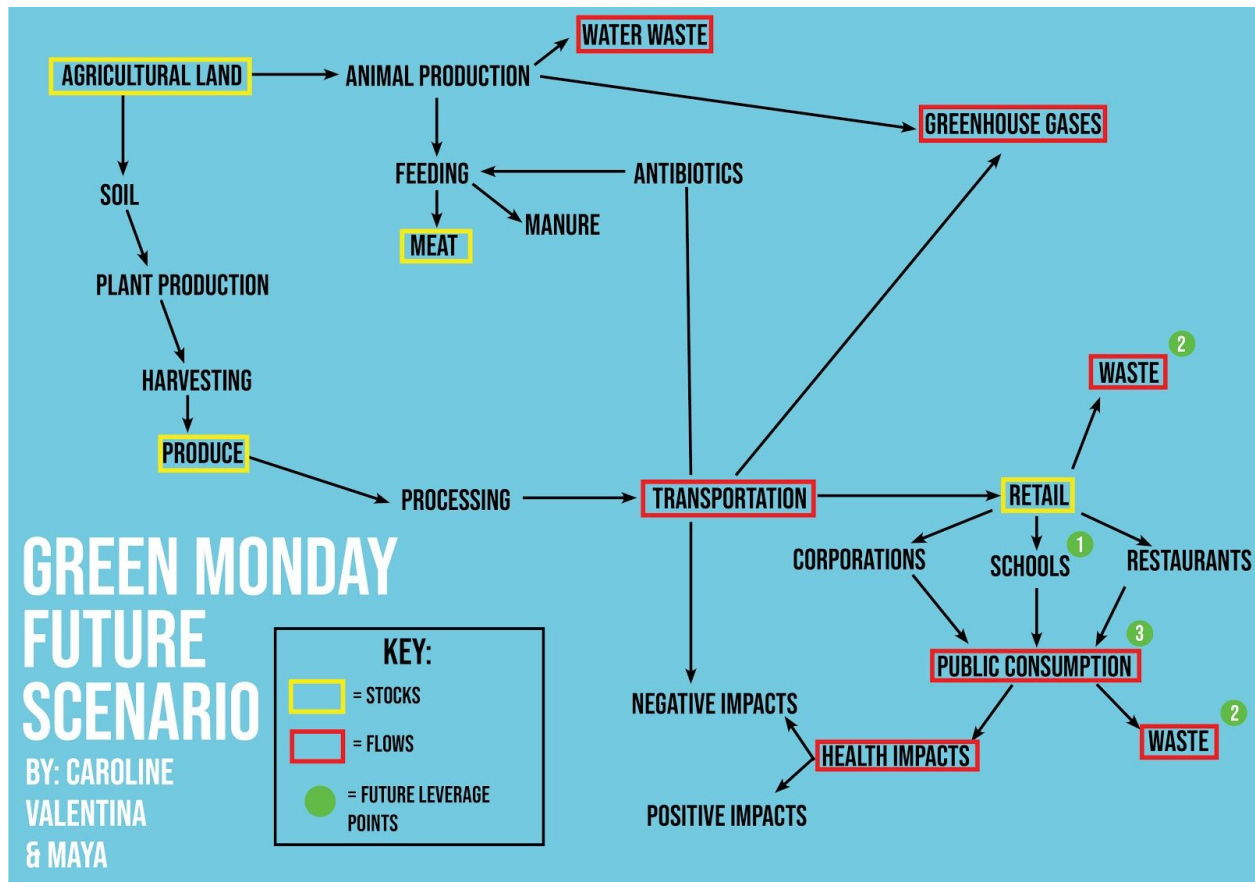 WATER WASTE
AGRICULTURAL LAND
ANIMAL PRODUCTION
GREENHOUSE GASES
FEEDING
ANTIBIOTICS
SOIL
MANURE
MEAT
PLANT PRODUCTION
HARVESTING
2
WASTE
PRODUCE
PROCESSING
TRANSPORTATION
RETAIL
CORPORATIONS
SCHOOLS
1
RESTAURANTS
3
PUBLIC CONSUMPTION
NEGATIVE IMPACTS
2
WASTE
HEALTH IMPACTS
POSITIVE IMPACTS
GREEN MONDAY
FUTURE
SCENARIO
BY: CAROLINE
VALENTINA
& MAYA
KEY:
= STOCKS
= FLOWS
= FUTURE LEVERAGE
POINTS